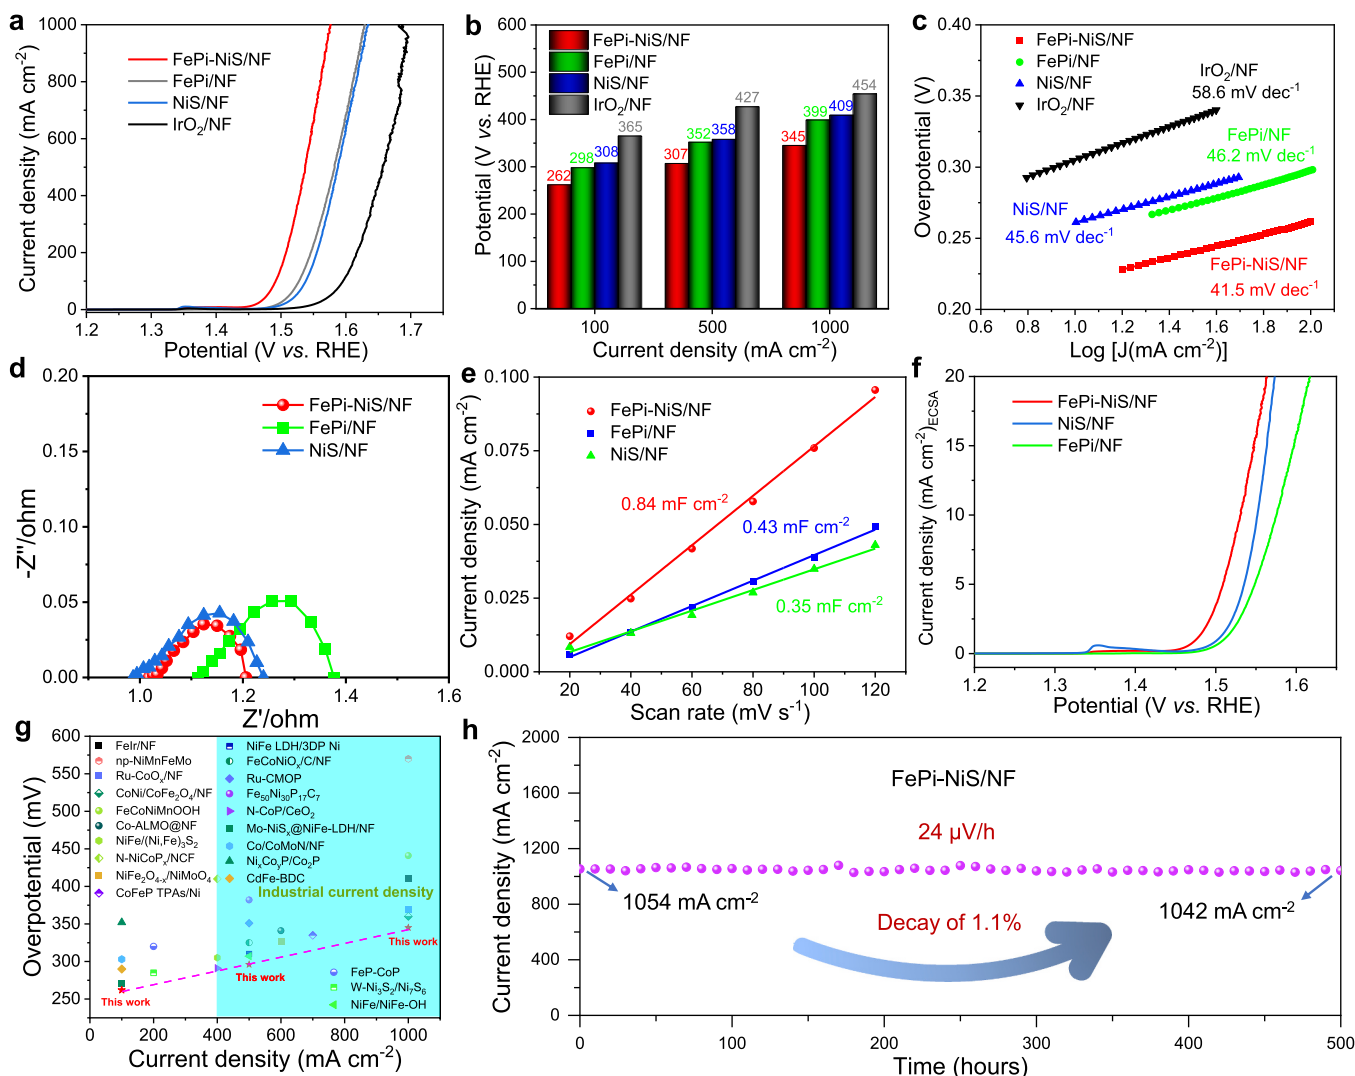 a
1000
800
600
400
200
0
1.2
1.3
1.4
1.5
1.6
1.7
Current density (mA cm⁻²)
Potential (V vs. RHE)
FePi-NiS/NF
FePi/NF
NiS/NF
IrO₂/NF
b
600
500
400
300
200
100
0
Potential (V vs. RHE)
FePi-NiS/NF
FePi/NF
NiS/NF
IrO₂/NF
262
298
308
365
307
352
358
427
345
399
409
454
100
500
1000
Current density (mA cm⁻²)
c
0.40
0.35
0.30
0.25
0.20
Overpotential (V)
FePi-NiS/NF
FePi/NF
NiS/NF
IrO₂/NF
IrO₂/NF
58.6 mV dec⁻¹
FePi/NF
46.2 mV dec⁻¹
NiS/NF
45.6 mV dec⁻¹
FePi-NiS/NF
41.5 mV dec⁻¹
0.6
0.8
1.0
1.2
1.4
1.6
1.8
2.0
Log [J(mA cm⁻²)]
d
0.20
0.15
0.10
0.05
0.00
-Z''/ohm
FePi-NiS/NF
FePi/NF
NiS/NF
1.0
1.2
1.4
1.6
Z'/ohm
e
0.100
0.075
0.050
0.025
0.000
Current density (mA cm⁻²)
FePi-NiS/NF
FePi/NF
NiS/NF
0.84 mF cm⁻²
0.43 mF cm⁻²
0.35 mF cm⁻²
20
40
60
80
100
120
Scan rate (mV s⁻¹)
f
20
15
10
5
0
Current density (mA cm⁻²)ECSA
FePi-NiS/NF
NiS/NF
FePi/NF
1.2
1.3
1.4
1.5
1.6
Potential (V vs. RHE)
g
600
550
500
450
400
350
300
250
Overpotential (mV)
FeIr/NF
np-NiMnFeMo
Ru-CoOₓ/NF
CoNi/CoFe₂O₄/NF
FeCoNiMnOOH
Co-ALMO@NF
NiFe/(Ni,Fe)₃S₂
N-NiCoPₓ/NCF
NiFe₂O₄₋ₓ/NiMoO₄
CoFeP TPAs/Ni
NiFe LDH/3DP Ni
FeCoNiOₓ/C/NF
Ru-CMOP
Fe₅₀Ni₃₀P₁₇C₇
N-CoP/CeO₂
Mo-NiSₓ@NiFe-LDH/NF
Co/CoMoN/NF
NiₓCoᵧP/Co₂P
CdFe-BDC
Industrial current density
This work
This work
This work
FeP-CoP
W-Ni₃S₂/Ni₇S₆
NiFe/NiFe-OH
0
200
400
600
800
1000
Current density (mA cm⁻²)
h
2000
1600
1200
800
400
0
Current density (mA cm⁻²)
FePi-NiS/NF
24 μV/h
1054 mA cm⁻²
1042 mA cm⁻²
Decay of 1.1%
0
100
200
300
400
500
Time (hours)